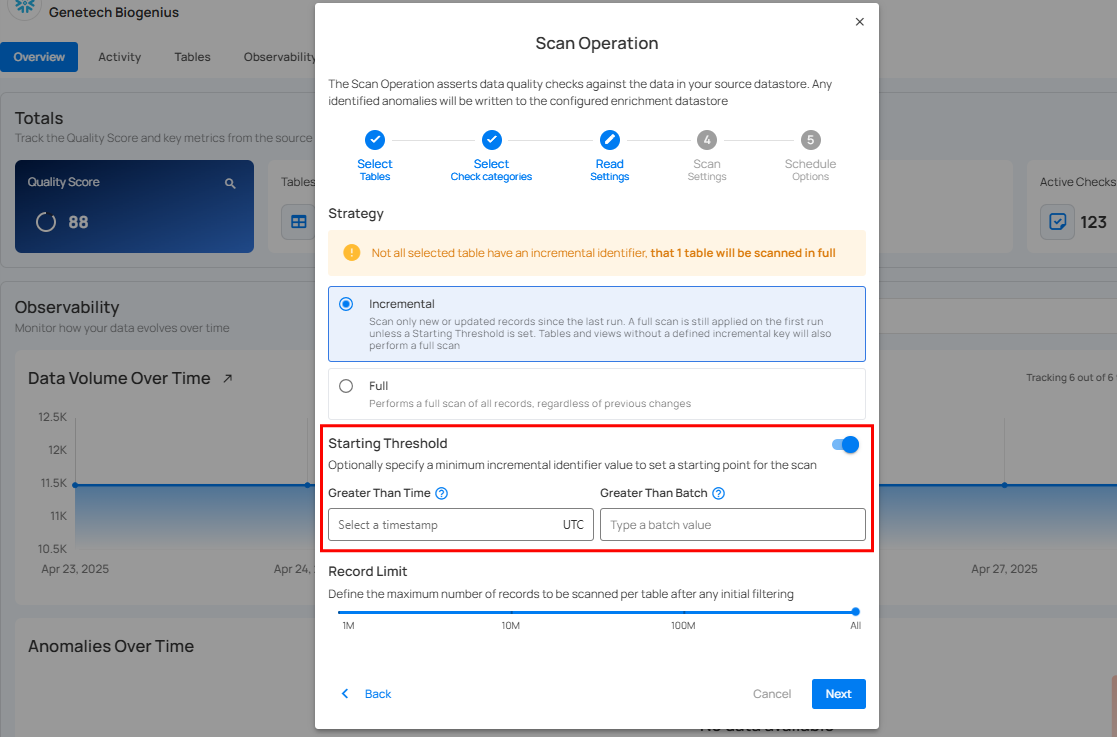 Genetech Biogenius
Overview
Activity
Tables
Observability
Totals
Track the Quality Score and key metrics from the source
Quality Score
88
Tables
Active Checks
123
Observability
Monitor how your data evolves over time
Data Volume Over Time
Tracking 6 out of 6
12.5K
12K
11.5K
11K
10.5K
Apr 23, 2025
Apr 24,
Apr 27, 2025
Anomalies Over Time
Scan Operation
The Scan Operation asserts data quality checks against the data in your source datastore. Any
identified anomalies will be written to the configured enrichment datastore
Select
Tables
Select
Check categories
Read
Settings
4
Scan
Settings
5
Schedule
Options
Strategy
Not all selected table have an incremental identifier, that 1 table will be scanned in full
Incremental
Scan only new or updated records since the last run. A full scan is still applied on the first run
unless a Starting Threshold is set. Tables and views without a defined incremental key will also
perform a full scan
Full
Performs a full scan of all records, regardless of previous changes
Starting Threshold
Optionally specify a minimum incremental identifier value to set a starting point for the scan
Greater Than Time ?
Greater Than Batch ?
Select a timestamp UTC
Type a batch value
Record Limit
Define the maximum number of records to be scanned per table after any initial filtering
1M
10M
100M
All
Back
Cancel
Next
No data available